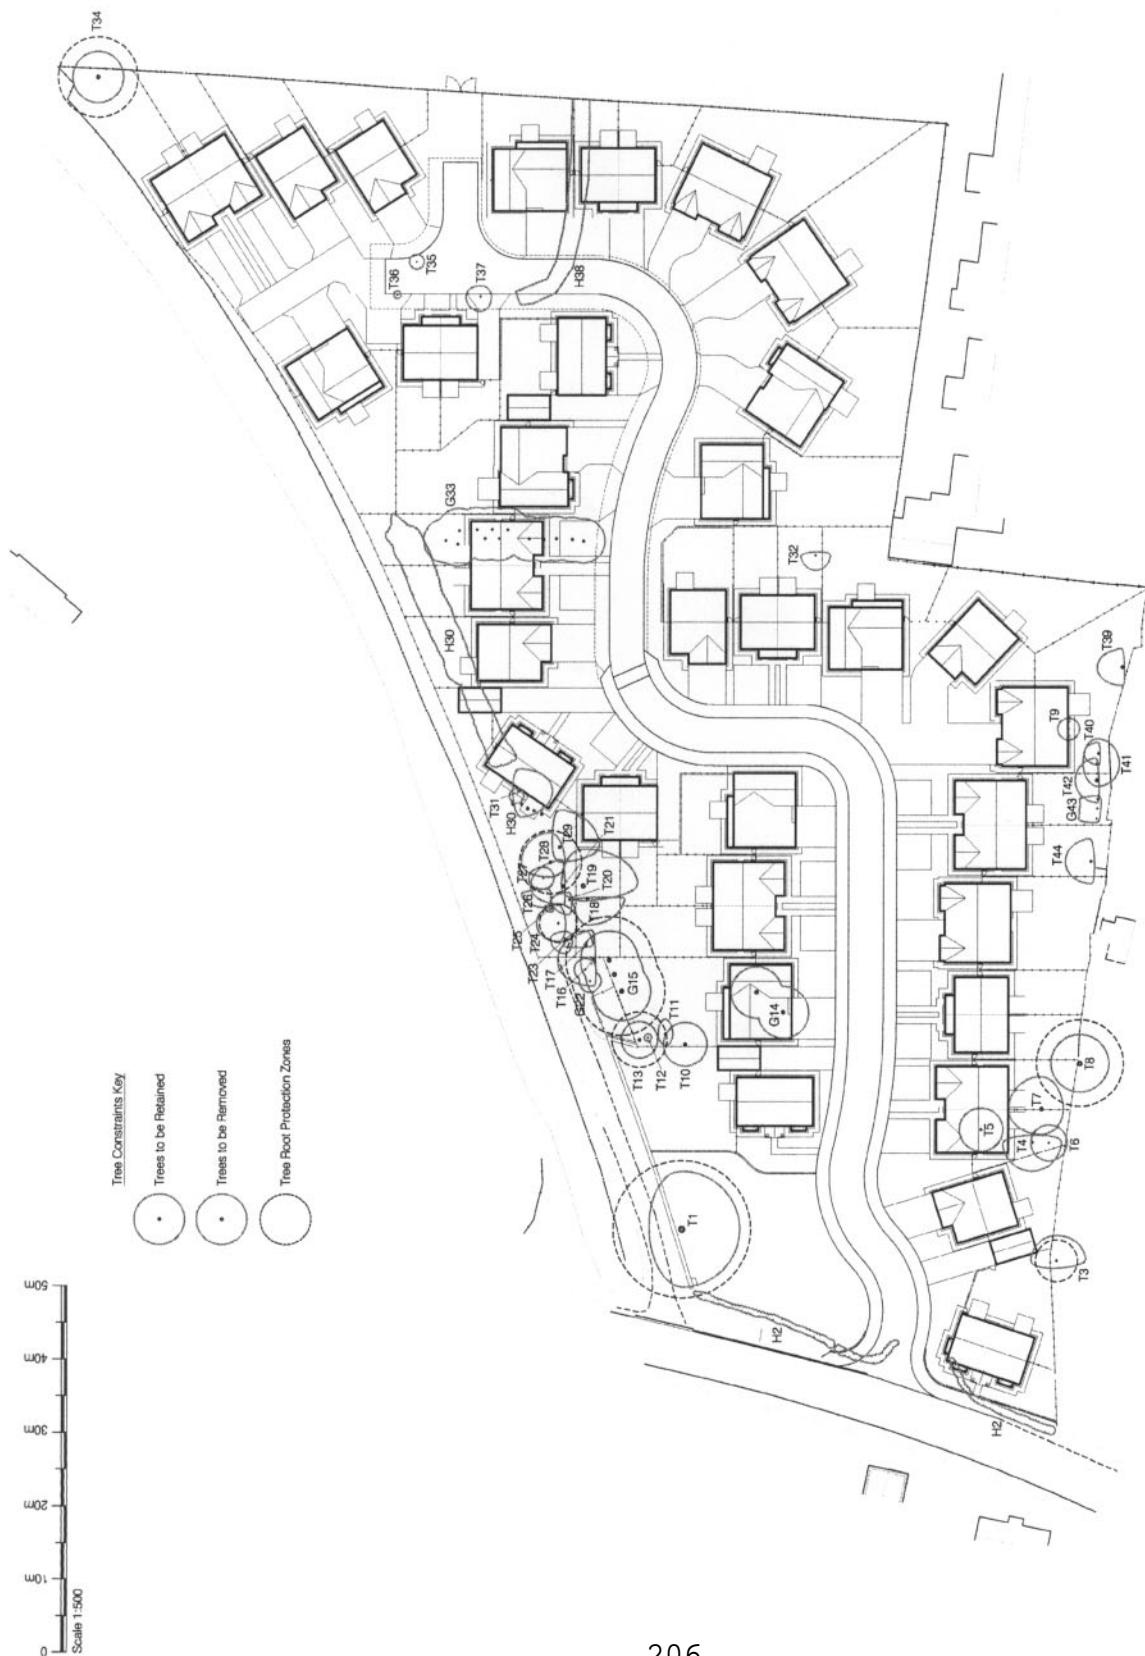 T34
T36
T35
T37
H38
G33
H30
T32
T39
T9
T40
T41
T42
G43
T44
T31
H30
T29
T28
T27
T26
T25
T24
T23
T21
T19
T20
T18
T17
T16
G22
G15
T13
T12
T11
T10
G14
T8
T7
T5
T4
T6
T3
T1
H2
H2
Tree Constraints Key
Trees to be Retained
Trees to be Removed
Tree Root Protection Zones
0 10m 20m 30m 40m 50m
Scale 1:500
206